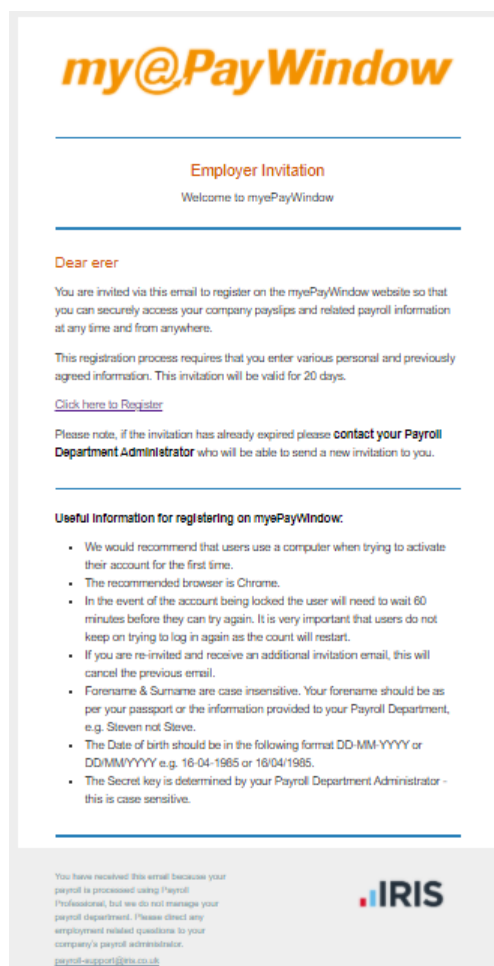 my@PayWindow
Employer Invitation
Welcome to myePayWindow
Dear erer
You are invited via this email to register on the myePayWindow website so that
you can securely access your company payslips and related payroll information
at any time and from anywhere.
This registration process requires that you enter various personal and previously
agreed information. This invitation will be valid for 20 days.
Click here to Register
Please note, if the invitation has already expired please contact your Payroll
Department Administrator who will be able to send a new invitation to you.
Useful information for registering on myePayWindow:
• We would recommend that users use a computer when trying to activate
their account for the first time.
• The recommended browser is Chrome.
• In the event of the account being locked the user will need to wait 60
minutes before they can try again. It is very important that users do not
keep on trying to log in again as the count will restart.
• If you are re-invited and receive an additional invitation email, this will
cancel the previous email.
• Forename & Surname are case insensitive. Your forename should be as
per your passport or the information provided to your Payroll Department,
e.g. Steven not Steve.
• The Date of birth should be in the following format DD-MM-YYYY or
DD/MM/YYYY e.g. 16-04-1985 or 16/04/1985.
• The Secret key is determined by your Payroll Department Administrator -
this is case sensitive.
You have received this email because your
payroll is processed using Payroll
Professional, but we do not manage your
payroll department. Please direct any
employment related questions to your
company's payroll administrator.
payroll-support@iris.co.uk
IRIS